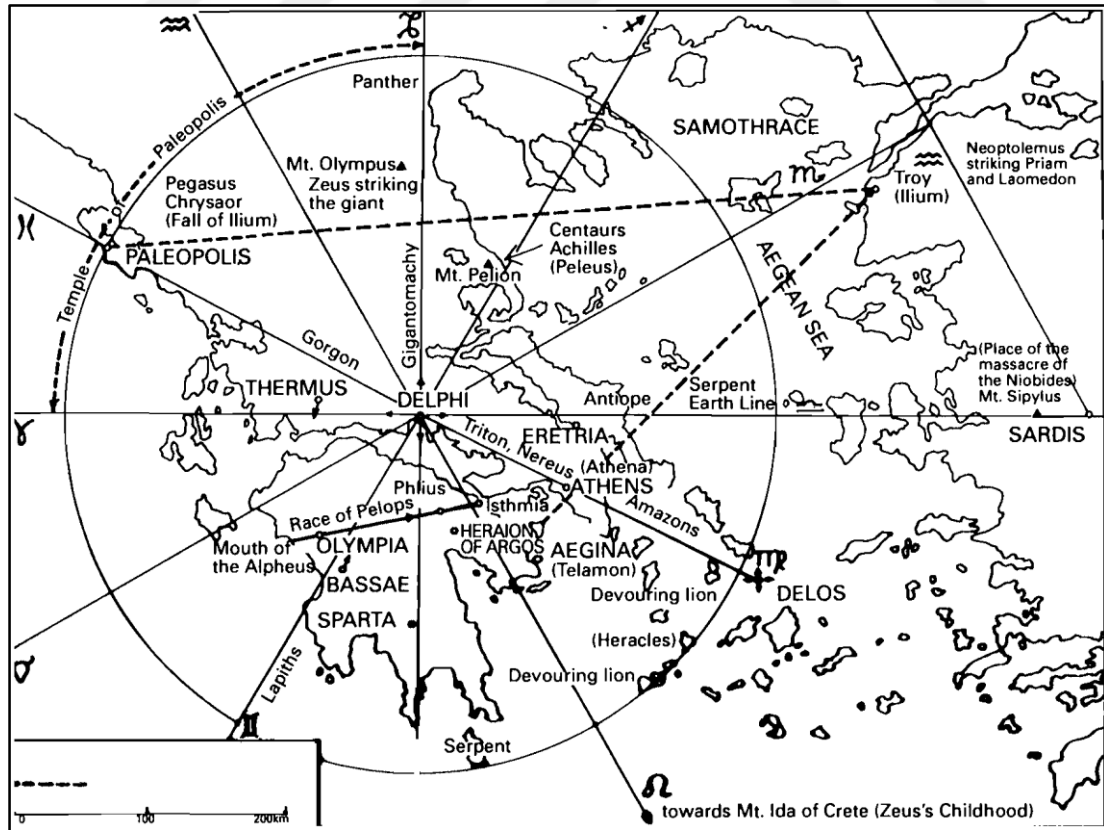 Panther
Paleopolis
of
Temple
SAMOTHRACE
Neoptolemus
striking Priam
and Laomedon
Mt. Olympus
Zeus striking
the giant
Troy
(Ilium)
Pegasus
Chrysaor
(Fall of Ilium)
PALEOPOLIS
Centaurs
Achilles
(Peleus)
Mt. Pelion
AEGEAN SEA
Gigantomachy
Gorgon
(Place of the
massacre of
the Niobides)
Mt. Sipylus
Serpent
Earth Line
THERMUS
DELPHI
Antiope
SARDIS
ERETRIA
Triton, Nereus
(Athena)
ATHENS
Amazons
Phlius
Isthmia
Race of Pelops
HERAION
OF ARGOS
OLYMPIA
Mouth of
the Alpheus
AEGINA
(Telamon)
BASSAE
Devouring lion
DELOS
SPARTA
(Heracles)
Devouring lion
Lapiths
Serpent
towards Mt. Ida of Crete (Zeus's Childhood)
0 100 200km